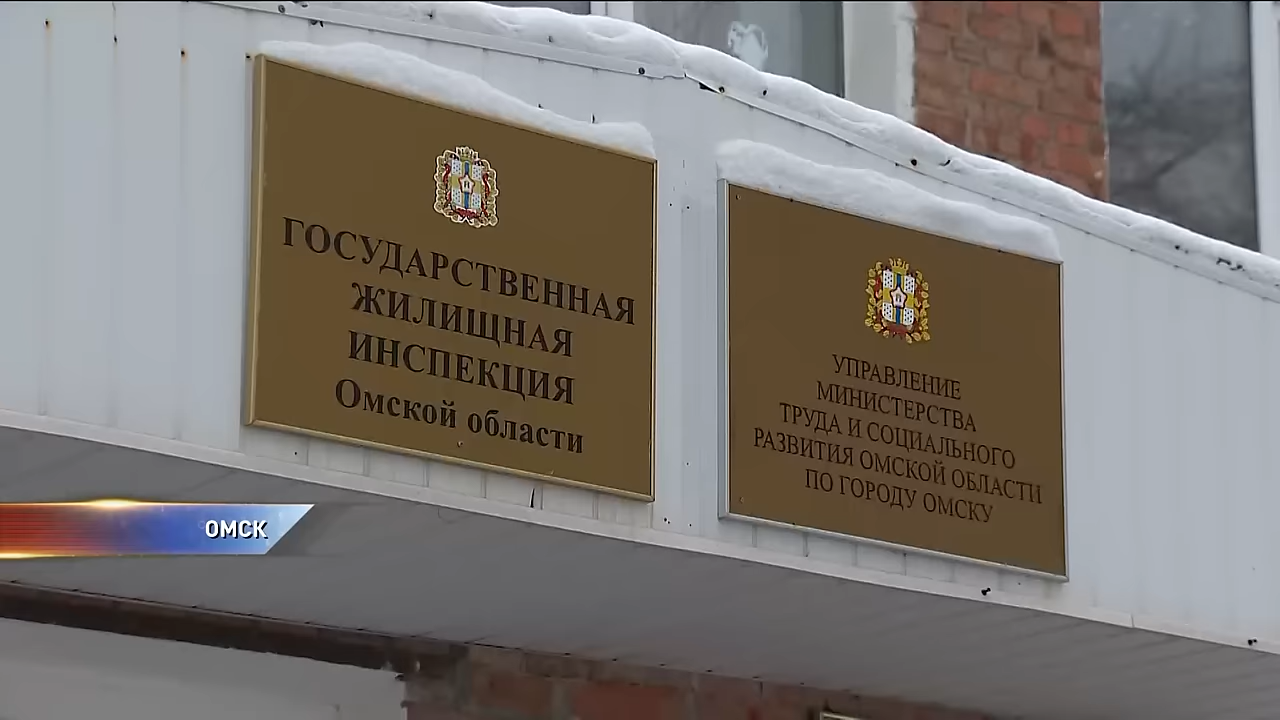 ГОСУДАРСТВЕННАЯ
ЖИЛИЩНАЯ
ИНСПЕКЦИЯ
Омской области
УПРАВЛЕНИЕ
МИНИСТЕРСТВА
ТРУДА И СОЦИАЛЬНОГО
РАЗВИТИЯ ОМСКОЙ ОБЛАСТИ
ПО ГОРОДУ ОМСКУ
ОМСК